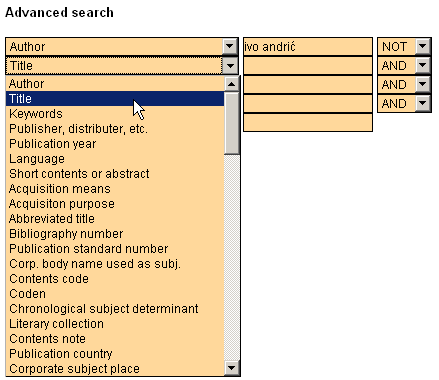 Advanced search
Author ivo andrić NOT
Title AND
Author AND
Title AND
Keywords
Publisher, distributer, etc.
Publication year
Language
Short contents or abstract
Acquisition means
Acquisiton purpose
Abbreviated title
Bibliography number
Publication standard number
Corp. body name used as subj.
Contents code
Coden
Chronological subject determinant
Literary collection
Contents note
Publication country
Corporate subject place